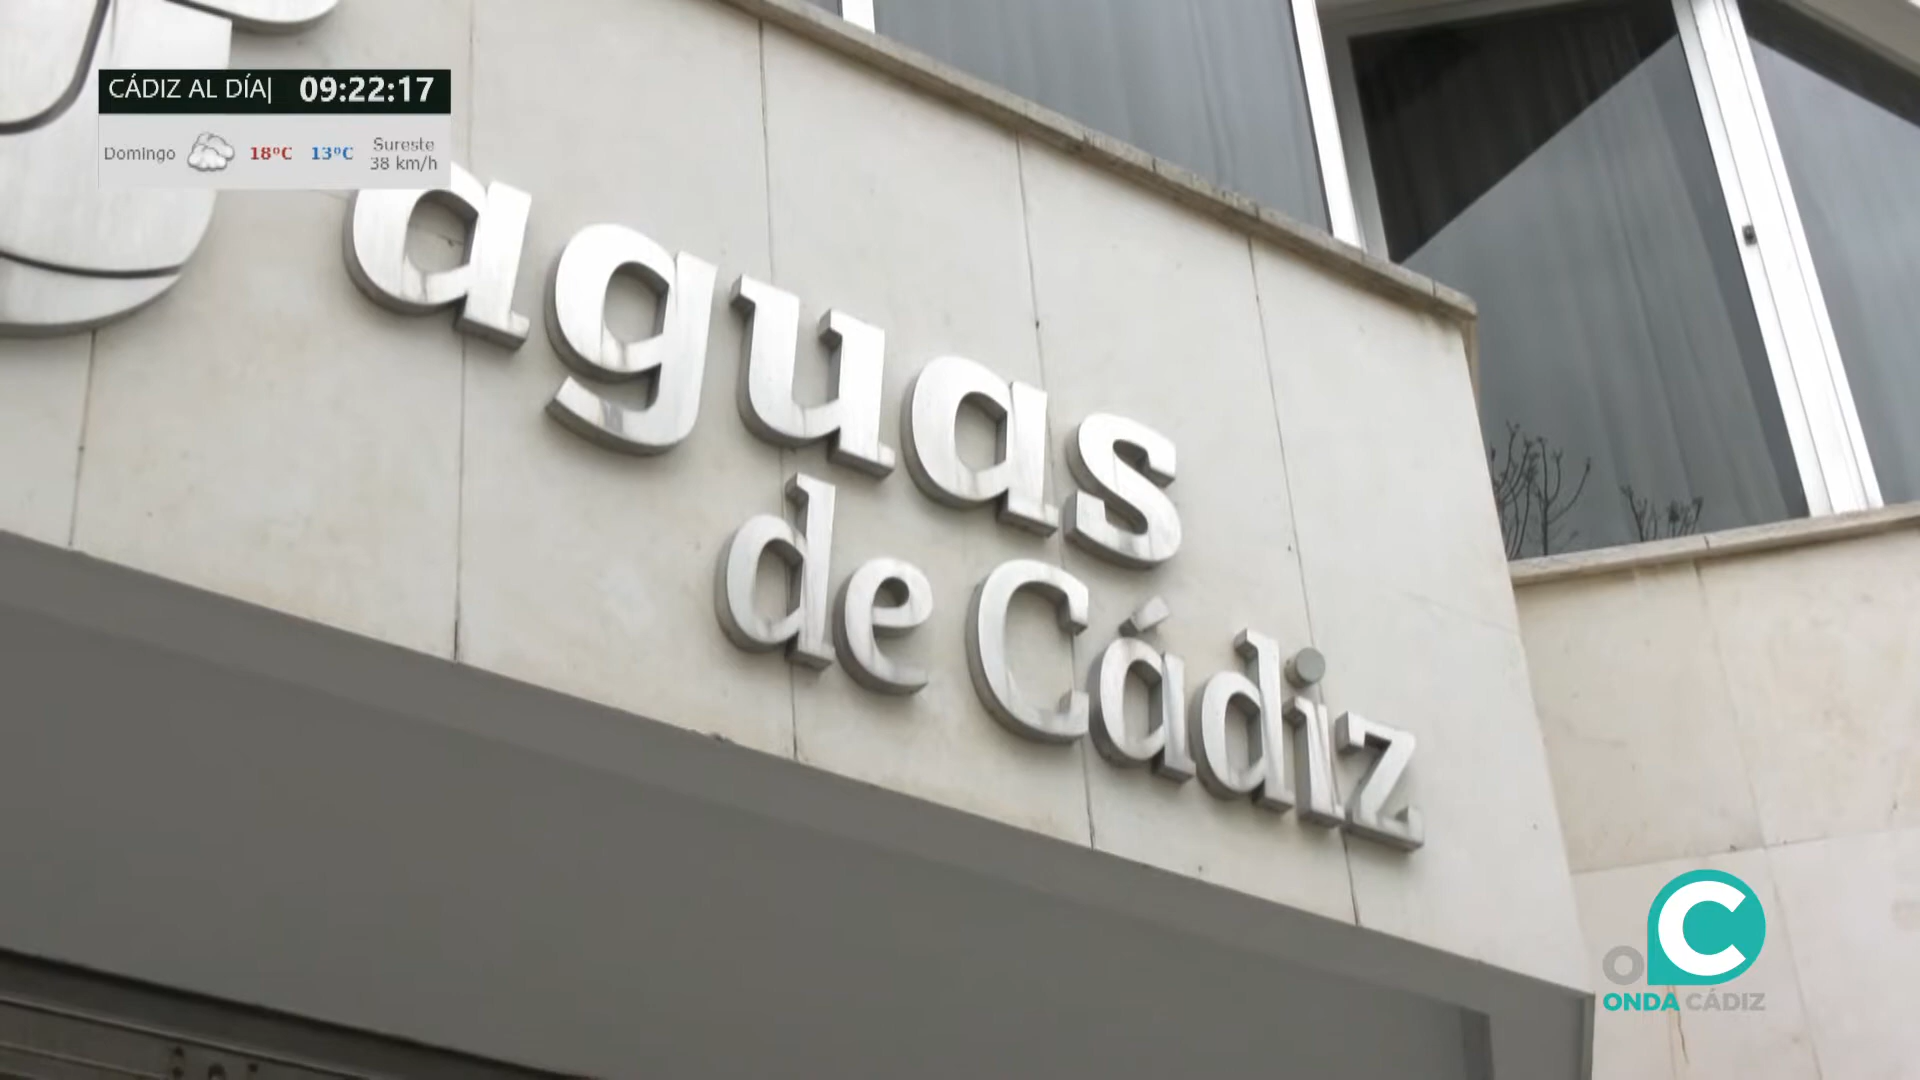 CÁDIZ AL DÍA| 09:22:17
Domingo 18ºC 13ºC Sureste 38 km/h
aguas
de Cádiz
C
ONDA CÁDIZ